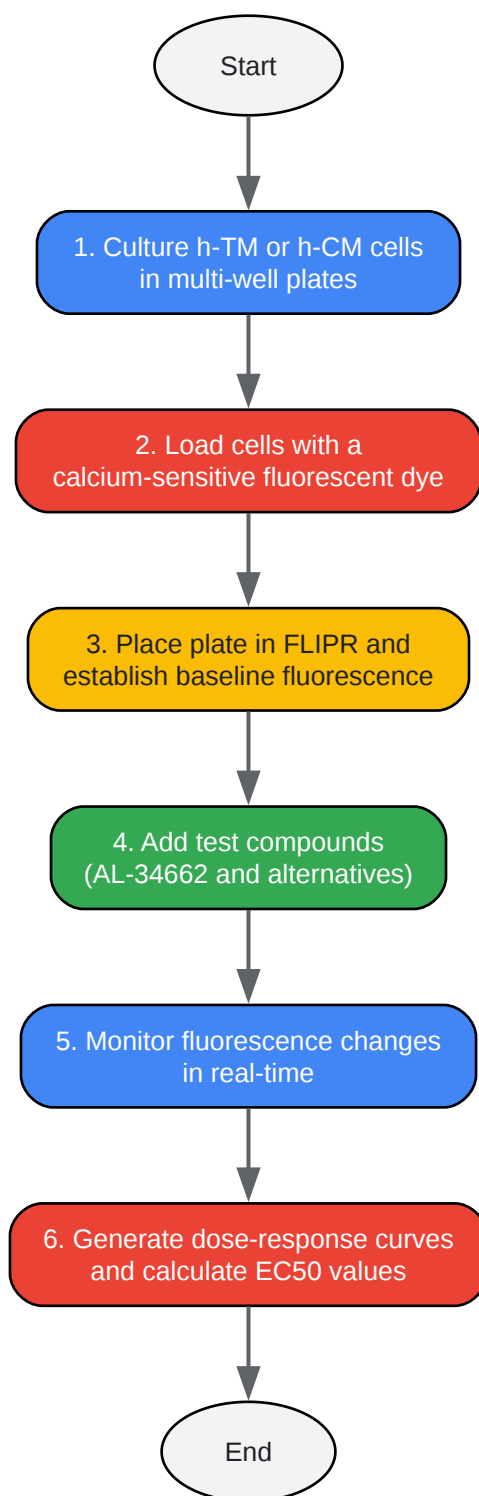 Start
1. Culture h-TM or h-CM cells
in multi-well plates
2. Load cells with a
calcium-sensitive fluorescent dye
3. Place plate in FLIPR and
establish baseline fluorescence
4. Add test compounds
(AL-34662 and alternatives)
5. Monitor fluorescence changes
in real-time
6. Generate dose-response curves
and calculate EC50 values
End